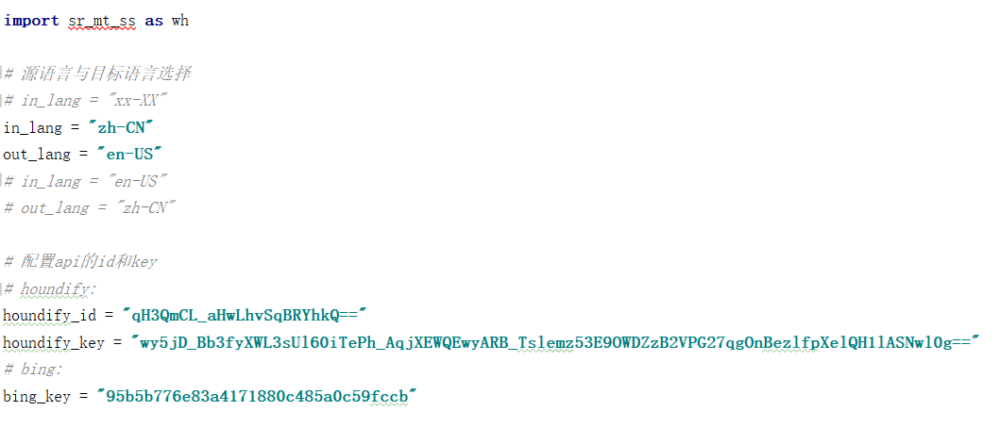 import sr_mt_ss as wh
# 源语言与目标语言选择
# in_lang = "xx-XX"
in_lang = "zh-CN"
out_lang = "en-US"
# in_lang = "en-US"
# out_lang = "zh-CN"
# 配置api的id和key
# houndify:
houndify_id = "qH3QmCL_aHwLhvSqBRYhkQ=="
houndify_key = "wy5jD_Bb3fyXWL3sUl60iTePh_AqjXEWQEwyARB_Tslemz53E90WDZzB2VPG27qgOnBezlfpXelQH1lASNwl0g=="
# bing:
bing_key = "95b5b776e83a4171880c485a0c59fccb"